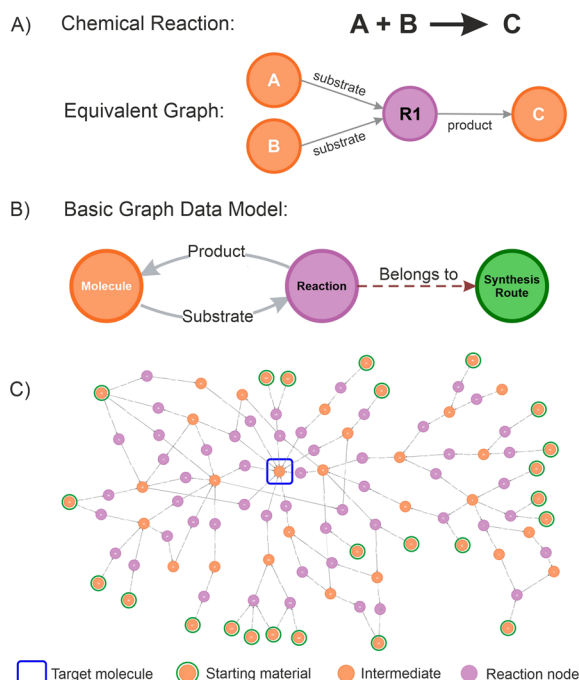 A) Chemical Reaction: A + B C
A substrate
Equivalent Graph: R1 product C
B substrate
B) Basic Graph Data Model:
Product
Molecule Reaction Belongs to Synthesis
Route
Substrate
C)
Target molecule Starting material Intermediate Reaction node